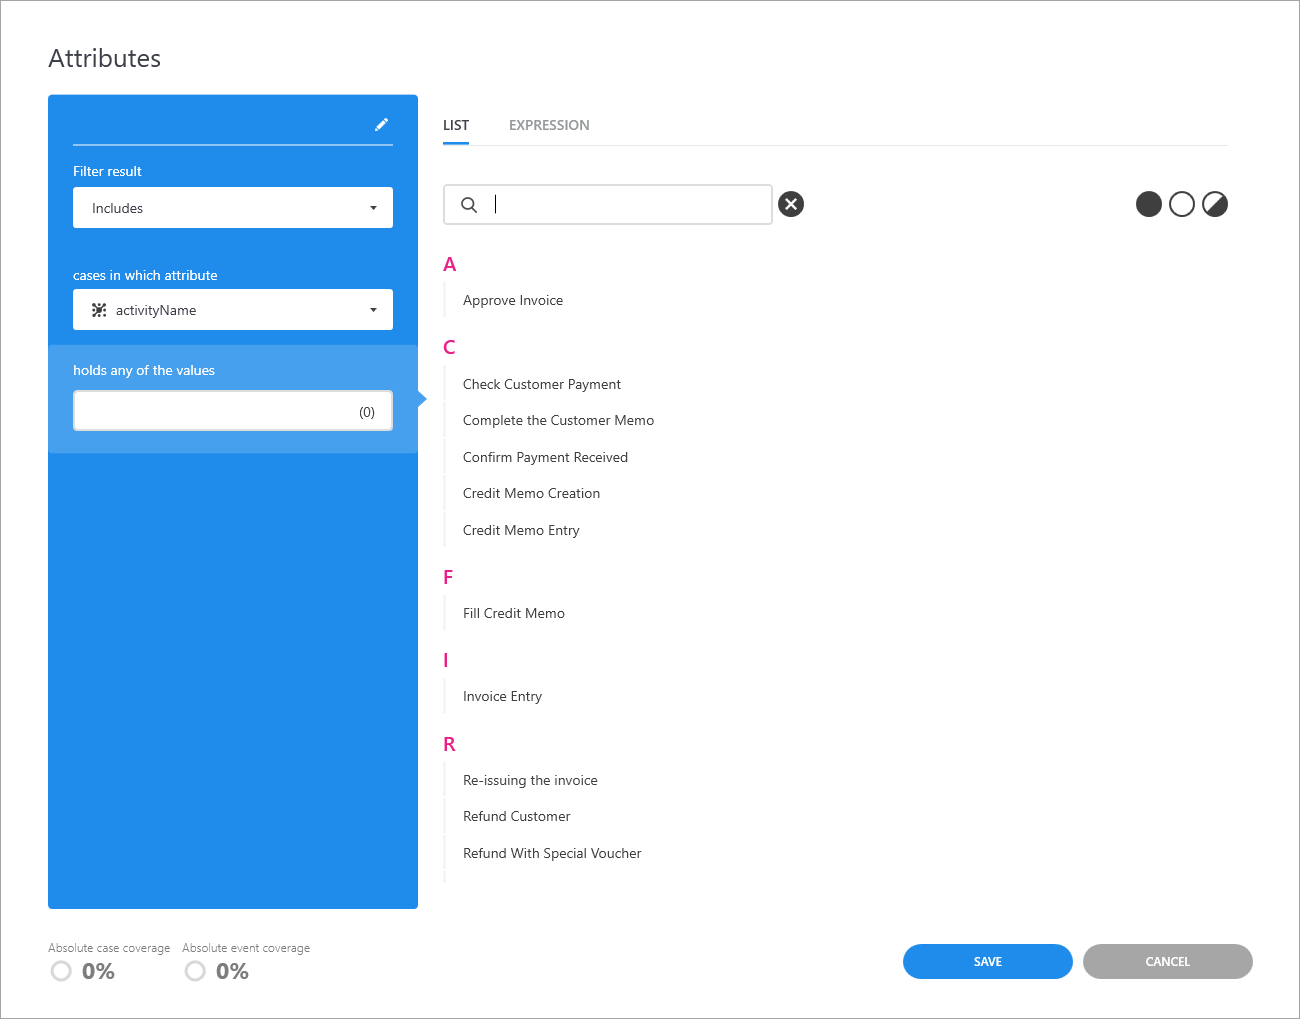 Attributes
Filter result
Includes
cases in which attribute
activityName
holds any of the values
(0)
LIST EXPRESSION
A
Approve Invoice
C
Check Customer Payment
Complete the Customer Memo
Confirm Payment Received
Credit Memo Creation
Credit Memo Entry
F
Fill Credit Memo
I
Invoice Entry
R
Re-issuing the invoice
Refund Customer
Refund With Special Voucher
Absolute case coverage Absolute event coverage
0% 0%
SAVE CANCEL